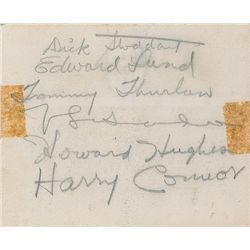 Dick Stoddart
Edward Lund
Tommy Thurlow
Howard Hughes
Harry Connor